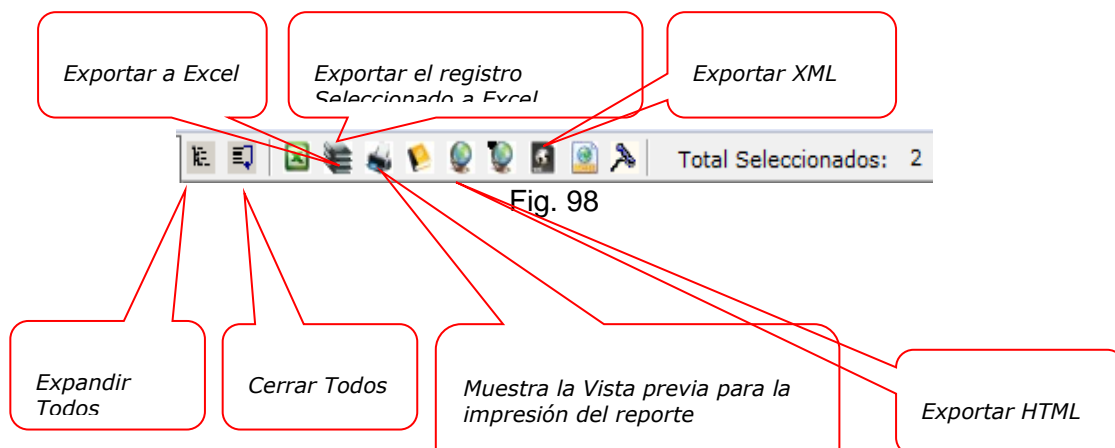 Exportar a Excel
Exportar el registro
Seleccionado a Excel
Exportar XML
Total Seleccionados: 2
Fig. 98
Expandir
Todos
Cerrar Todos
Muestra la Vista previa para la
impresión del reporte
Exportar HTML